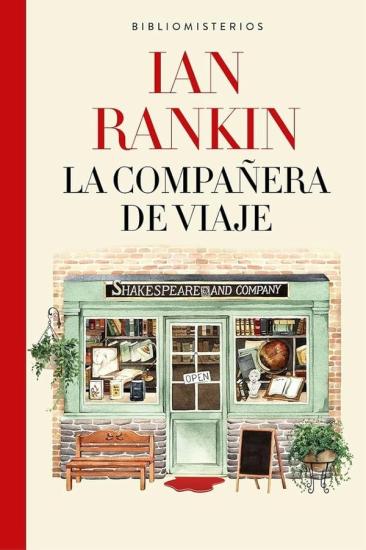 BIBLIOMISTERIOS
IAN
RANKIN
LA COMPAÑERA
DE VIAJE
SHAKESPEARE AND COMPANY
OPEN